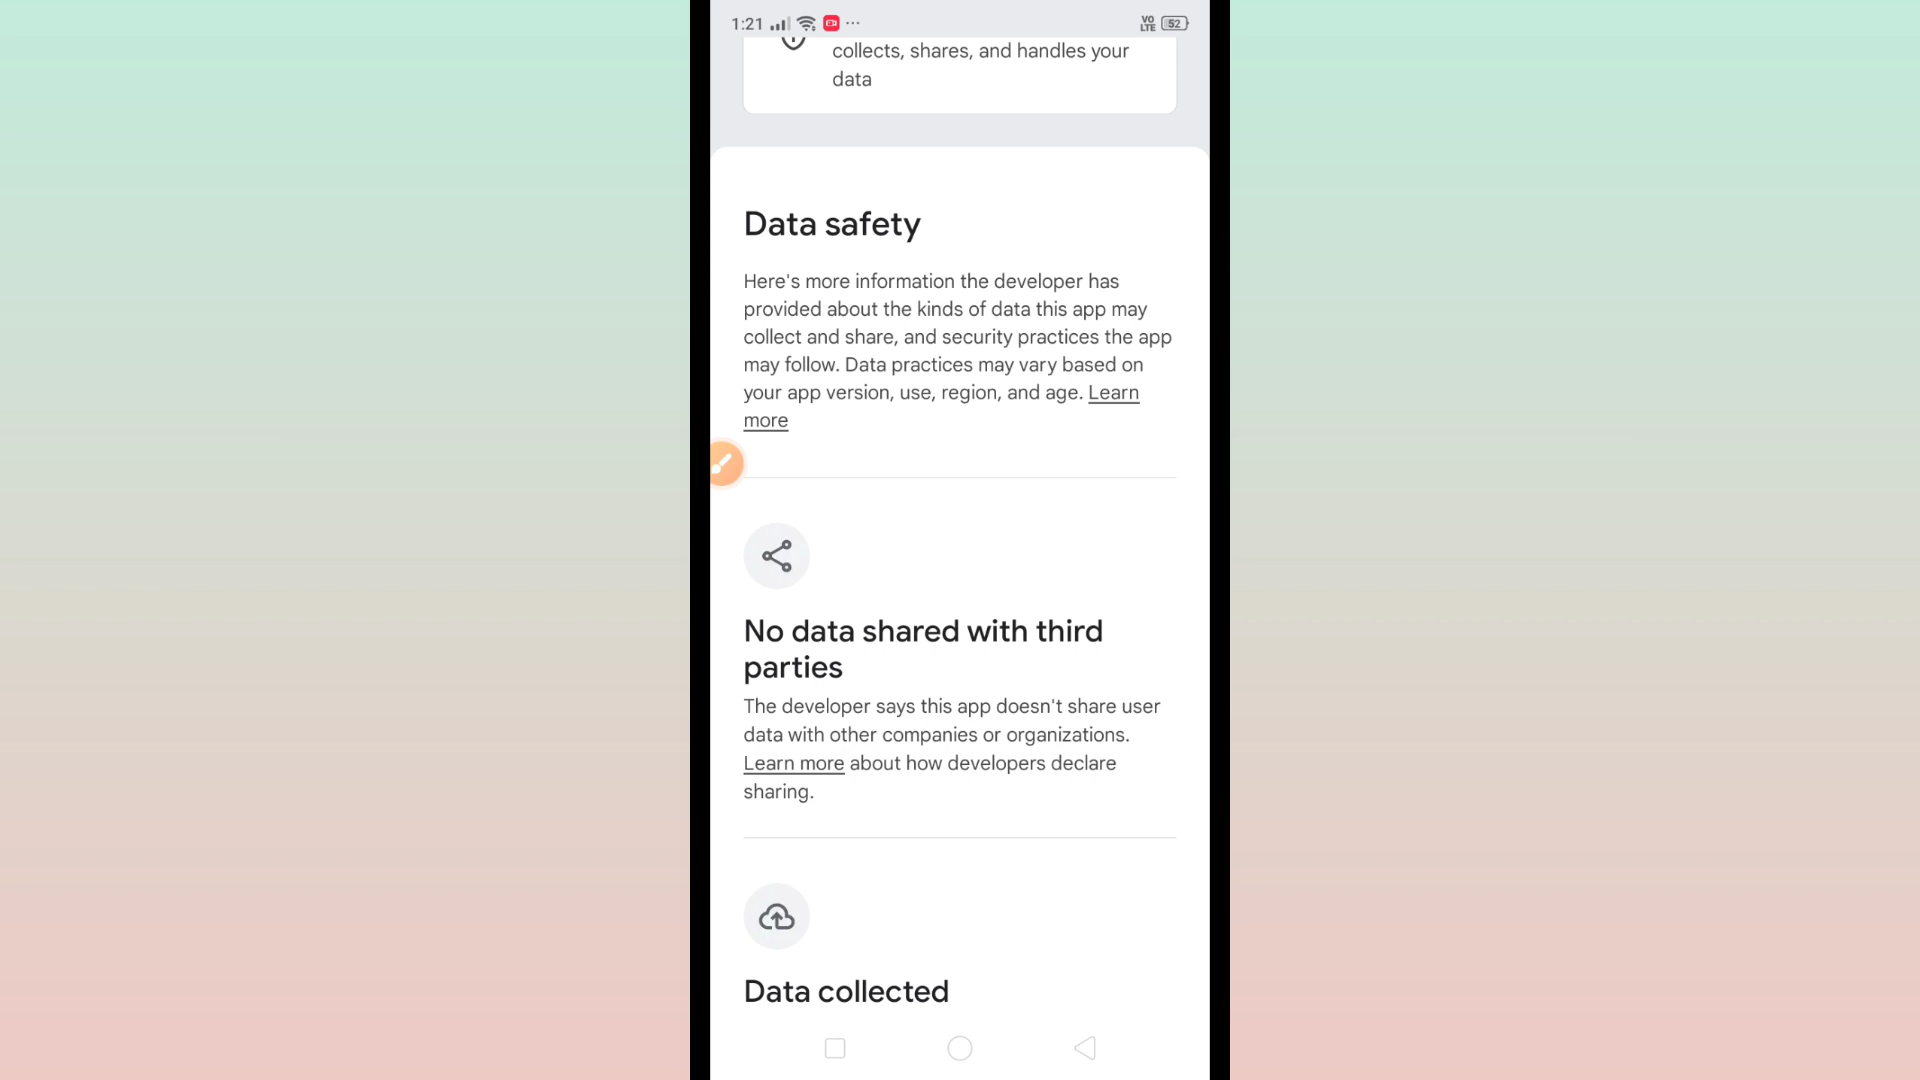 1:21
VO
LTE
52
collects, shares, and handles your
data
Data safety
Here's more information the developer has
provided about the kinds of data this app may
collect and share, and security practices the app
may follow. Data practices may vary based on
your app version, use, region, and age. Learn
more
No data shared with third
parties
The developer says this app doesn't share user
data with other companies or organizations.
Learn more about how developers declare
sharing.
Data collected